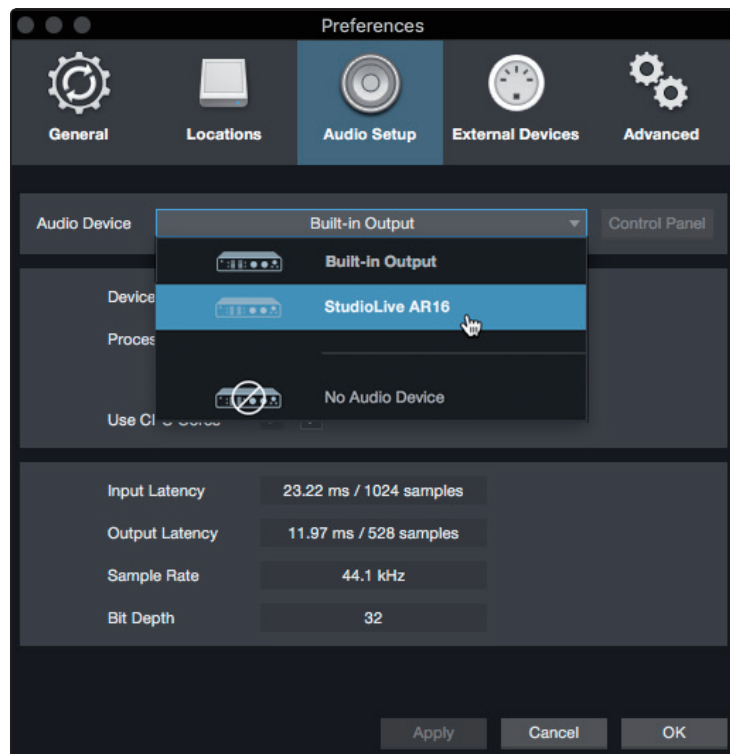 Preferences
General Locations Audio Setup External Devices Advanced
Audio Device Built-in Output Control Panel
Built-in Output
Device
StudioLive AR16
Proces
No Audio Device
Use
Input Latency 23.22 ms / 1024 samples
Output Latency 11.97 ms / 528 samples
Sample Rate 44.1 kHz
Bit Depth 32
Apply Cancel OK